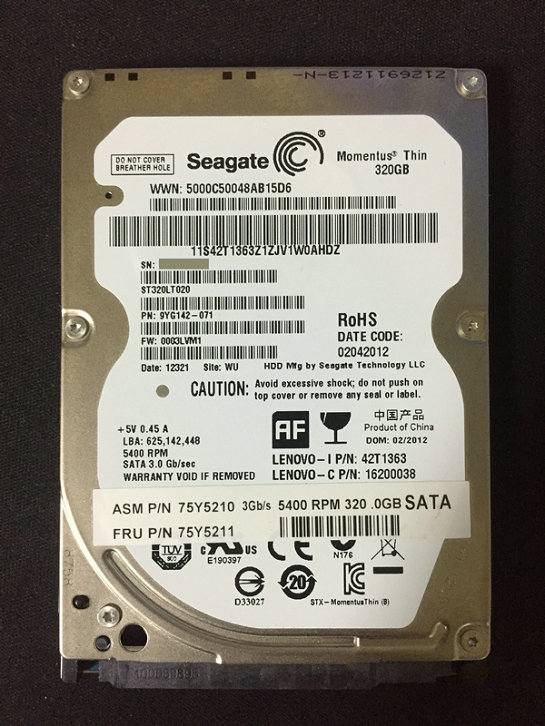 Z126911213-N-
DO NOT COVER
BREATHER HOLE
Seagate®
Momentus® Thin
320GB
WWN: 5000C50048AB15D6
11S42T1363Z1ZJV1W0AHDZ
SN:
ST320LT020
PN: 9YG142-071
FW: 0003LVM1
RoHS
DATE CODE:
02042012
Date: 12321 Site: WU HDD Mfg by Seagate Technology LLC
CAUTION: Avoid excessive shock; do not push on
top cover or remove any seal or label.
+5V 0.45 A
LBA: 625,142,448
5400 RPM
SATA 3.0 Gb/sec
WARRANTY VOID IF REMOVED
AF
中国产品
Product of China
DOM: 02/2012
LENOVO-I P/N: 42T1363
LENOVO-C P/N: 16200038
ASM P/N 75Y5210 3Gb/s 5400 RPM 320 .0GB SATA
FRU P/N 75Y5211
TUV
c US
E190397
CE
N176
D33027
20
STX-MomentusThin (B)